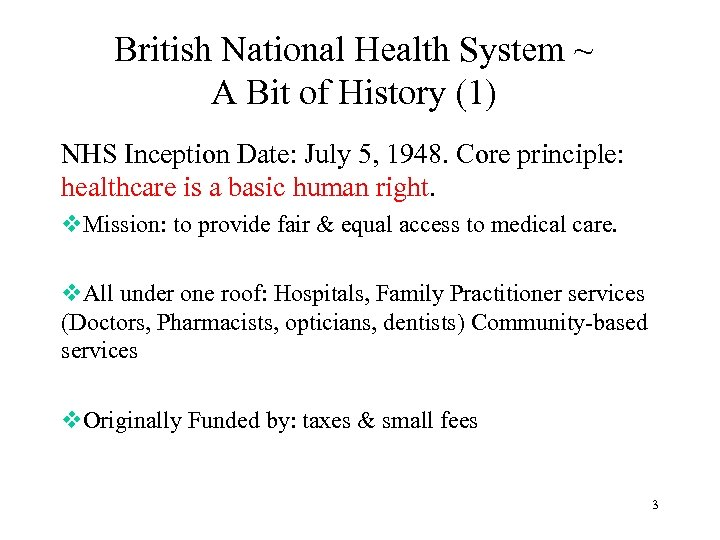 British National Health System ~
A Bit of History (1)
NHS Inception Date: July 5, 1948. Core principle:
healthcare is a basic human right.
❖Mission: to provide fair & equal access to medical care.
❖All under one roof: Hospitals, Family Practitioner services
(Doctors, Pharmacists, opticians, dentists) Community-based
services
❖Originally Funded by: taxes & small fees
3